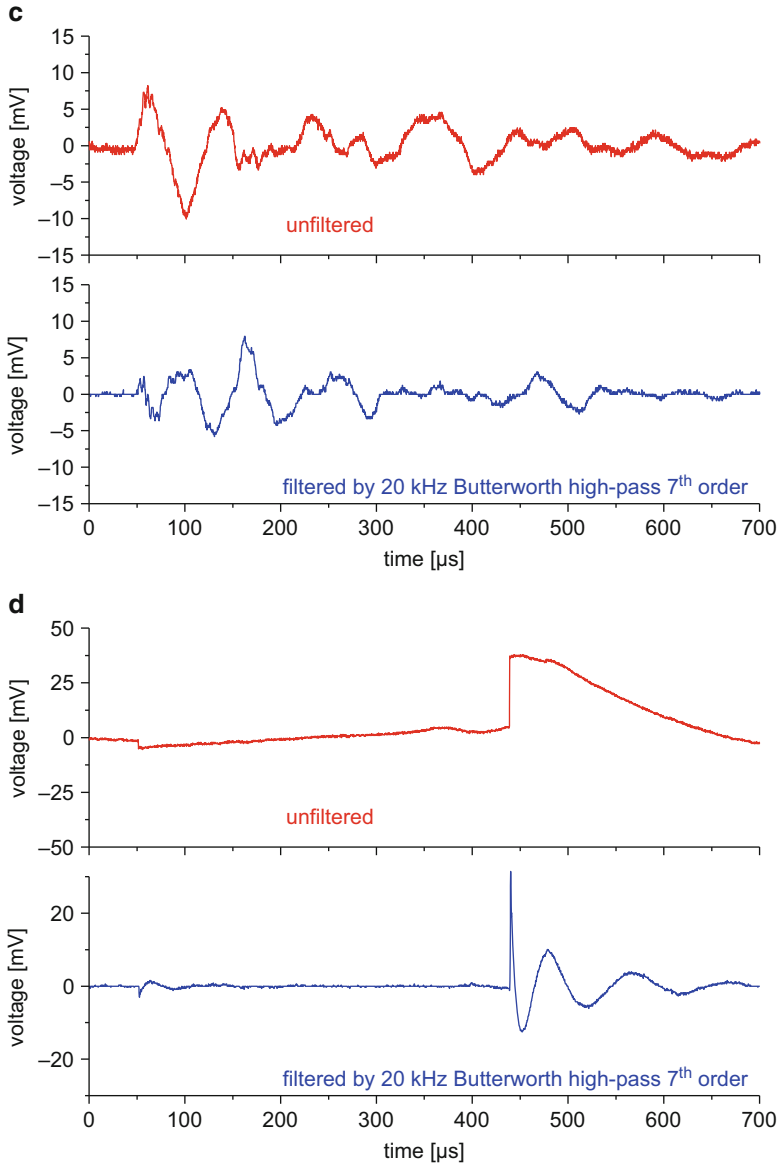 c
15
10
5
0
−5
−10
−15
voltage [mV]
unfiltered
15
10
5
0
−5
−10
−15
voltage [mV]
filtered by 20 kHz Butterworth high-pass 7th order
0 100 200 300 400 500 600 700
time [µs]
d
50
25
0
−25
−50
voltage [mV]
unfiltered
20
0
−20
voltage [mV]
filtered by 20 kHz Butterworth high-pass 7th order
0 100 200 300 400 500 600 700
time [µs]